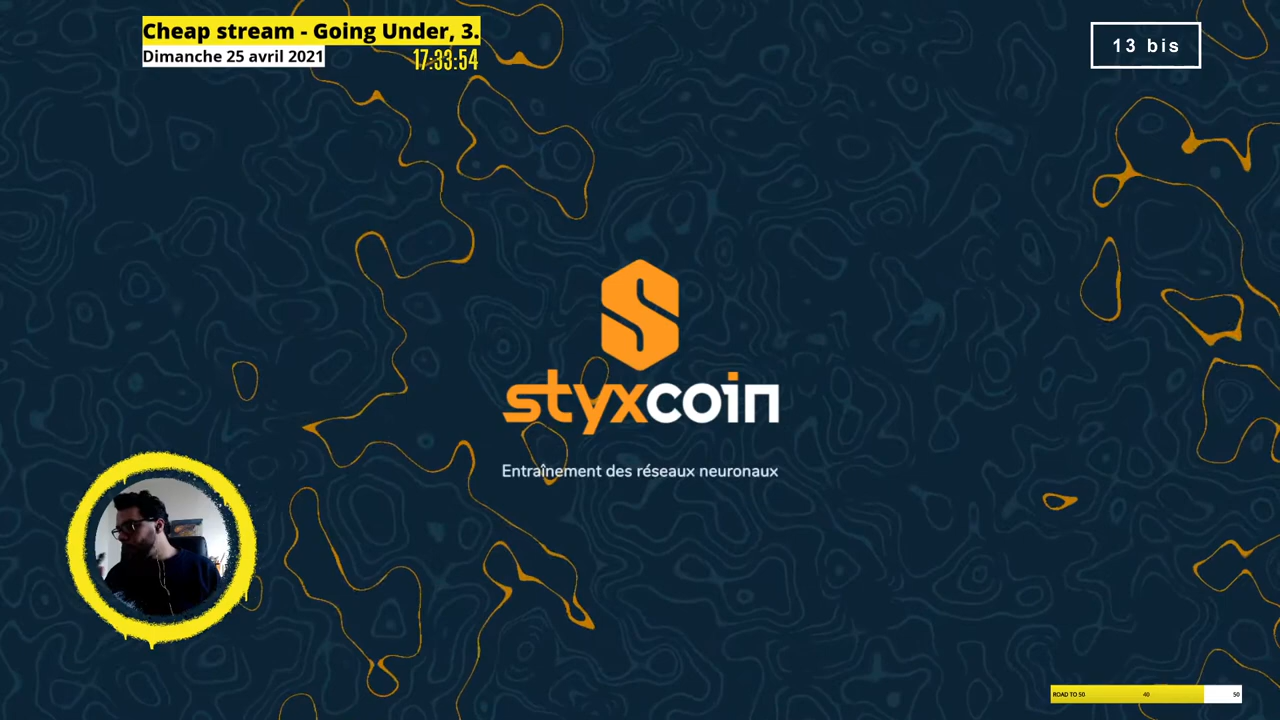 Cheap stream - Going Under, 3.
Dimanche 25 avril 2021
17:33:54
13 bis
styxcoin
Entraînement des réseaux neuronaux
ROAD TO 50
40
50